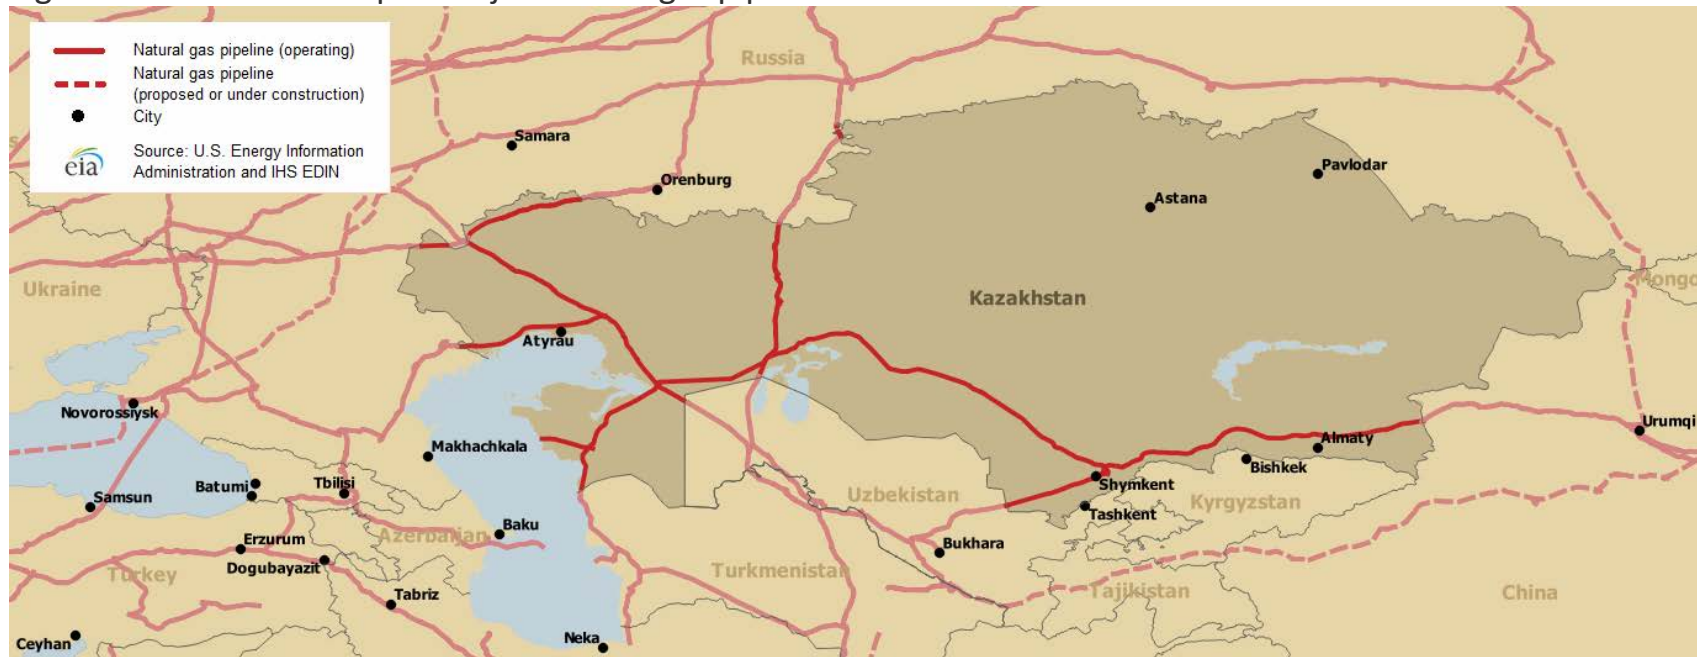 Natural gas pipeline (operating)
Natural gas pipeline
(proposed or under construction)
City
eia
Source: U.S. Energy Information
Administration and IHS EDIN
Russia
Samara
Orenburg
Pavlodar
Astana
Ukraine
Kazakhstan
Mongo
Atyrau
Novorossiysk
Urumqi
Almaty
Makhachkala
Bishkek
Shymkent
Tbilisi
Batumi
Samsun
Uzbekistan
Kyrgyzstan
Tashkent
Baku
Azerbaijan
Erzurum
Bukhara
Dogubayazit
Turkey
Turkmenistan
Tajikistan
China
Tabriz
Neka
Ceyhan